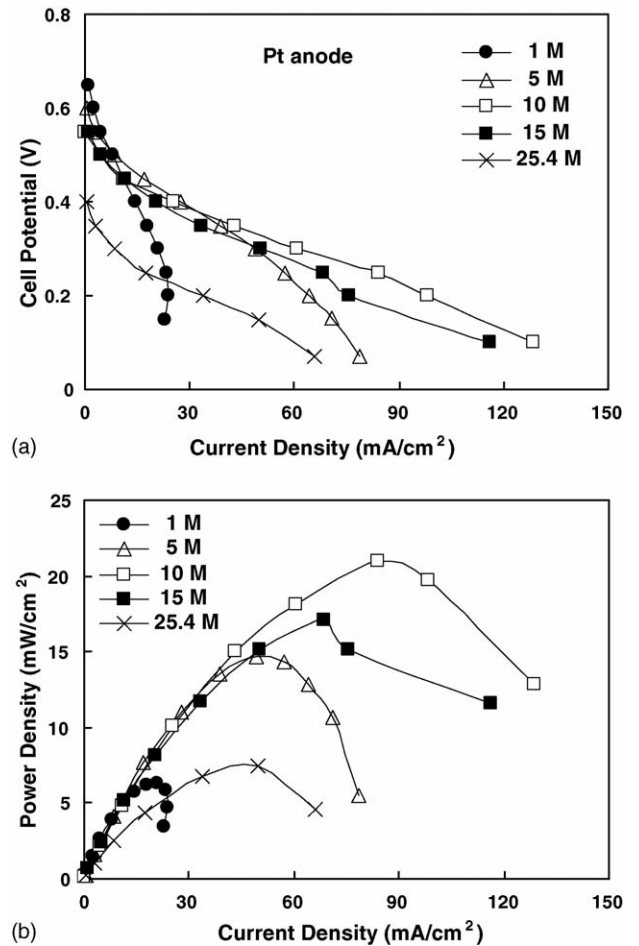 0.8
Pt anode
1 M
5 M
0.6
10 M
15 M
25.4 M
0.4
0.2
0
0 30 60 90 120 150
Cell Potential (V)
(a) Current Density (mA/cm²)
25
1 M
5 M
20
10 M
15 M
25.4 M
15
10
5
0
0 30 60 90 120 150
Power Density (mW/cm²)
(b) Current Density (mA/cm²)